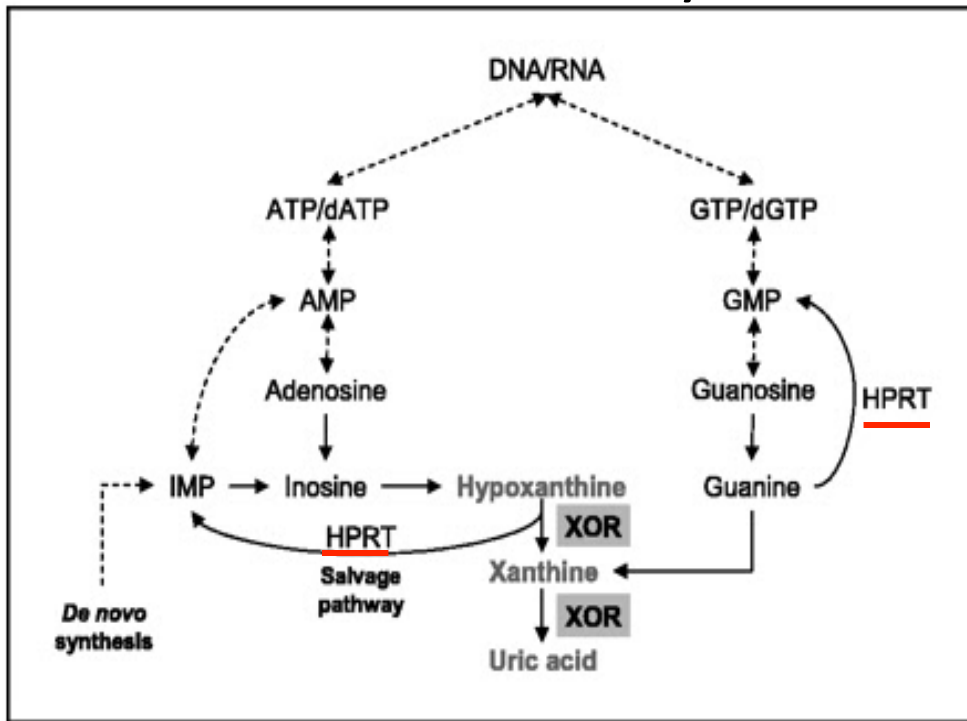 DNA/RNA
ATP/dATP
GTP/dGTP
AMP
GMP
Adenosine
Guanosine
HPRT
IMP
Inosine
Hypoxanthine
Guanine
HPRT
XOR
Salvage
pathway
Xanthine
De novo
synthesis
XOR
Uric acid